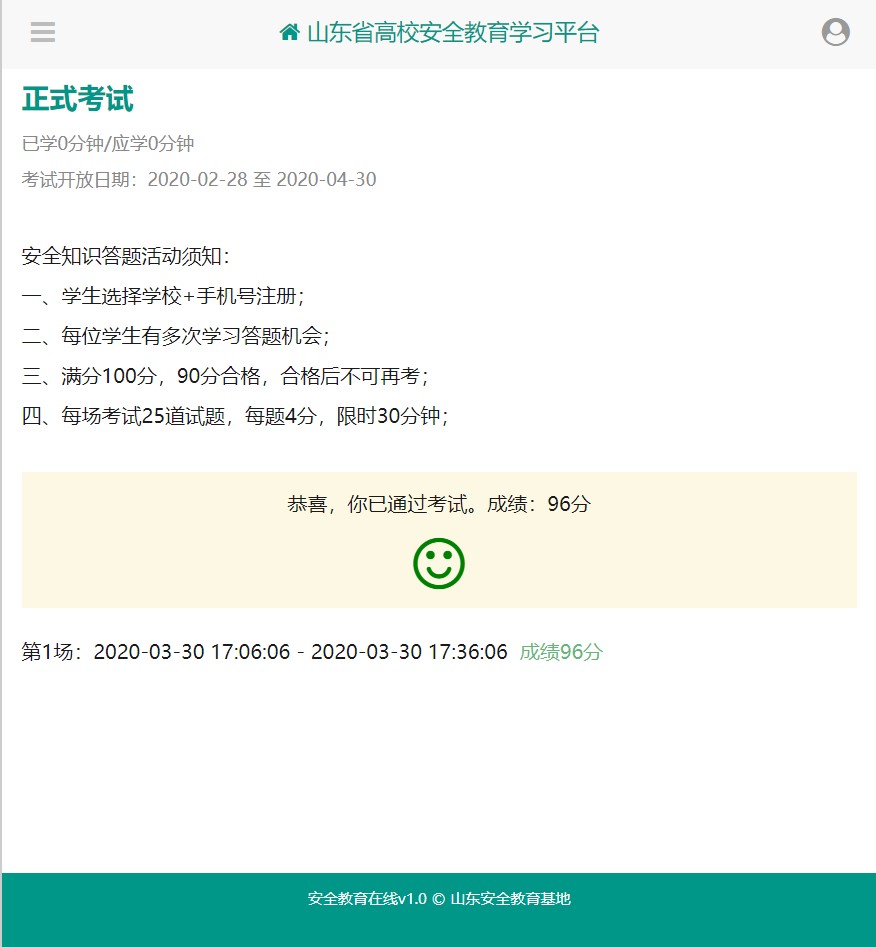 山东省高校安全教育学习平台
正式考试
已学0分钟/应学0分钟
考试开放日期：2020-02-28 至 2020-04-30
安全知识答题活动须知：
一、学生选择学校+手机号注册；
二、每位学生有多次学习答题机会；
三、满分100分，90分合格，合格后不可再考；
四、每场考试25道试题，每题4分，限时30分钟；
恭喜，你已通过考试。成绩：96分
第1场：2020-03-30 17:06:06 - 2020-03-30 17:36:06 成绩96分
安全教育在线v1.0 © 山东安全教育基地